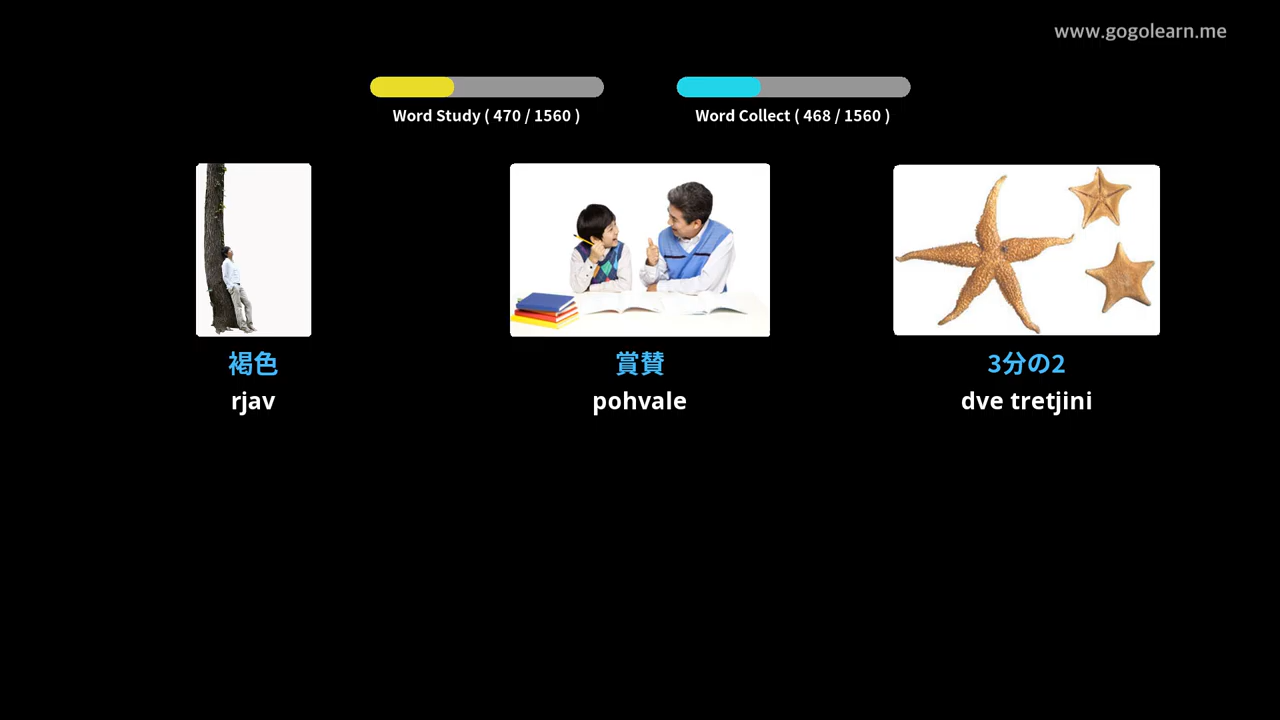 www.gogolearn.me
Word Study ( 470 / 1560 )
Word Collect ( 468 / 1560 )
褐色
賞賛
3分の2
rjav
pohvale
dve tretjini